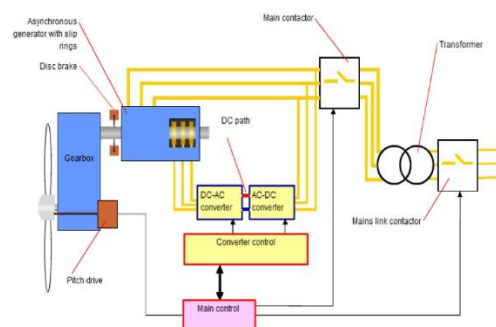 Asynchronous
generator with slip
rings
Disc brake
Main contactor
Transformer
DC path
Gearbox
DC-AC
converter
AC-DC
converter
Mains link contactor
Converter control
Pitch drive
Main control